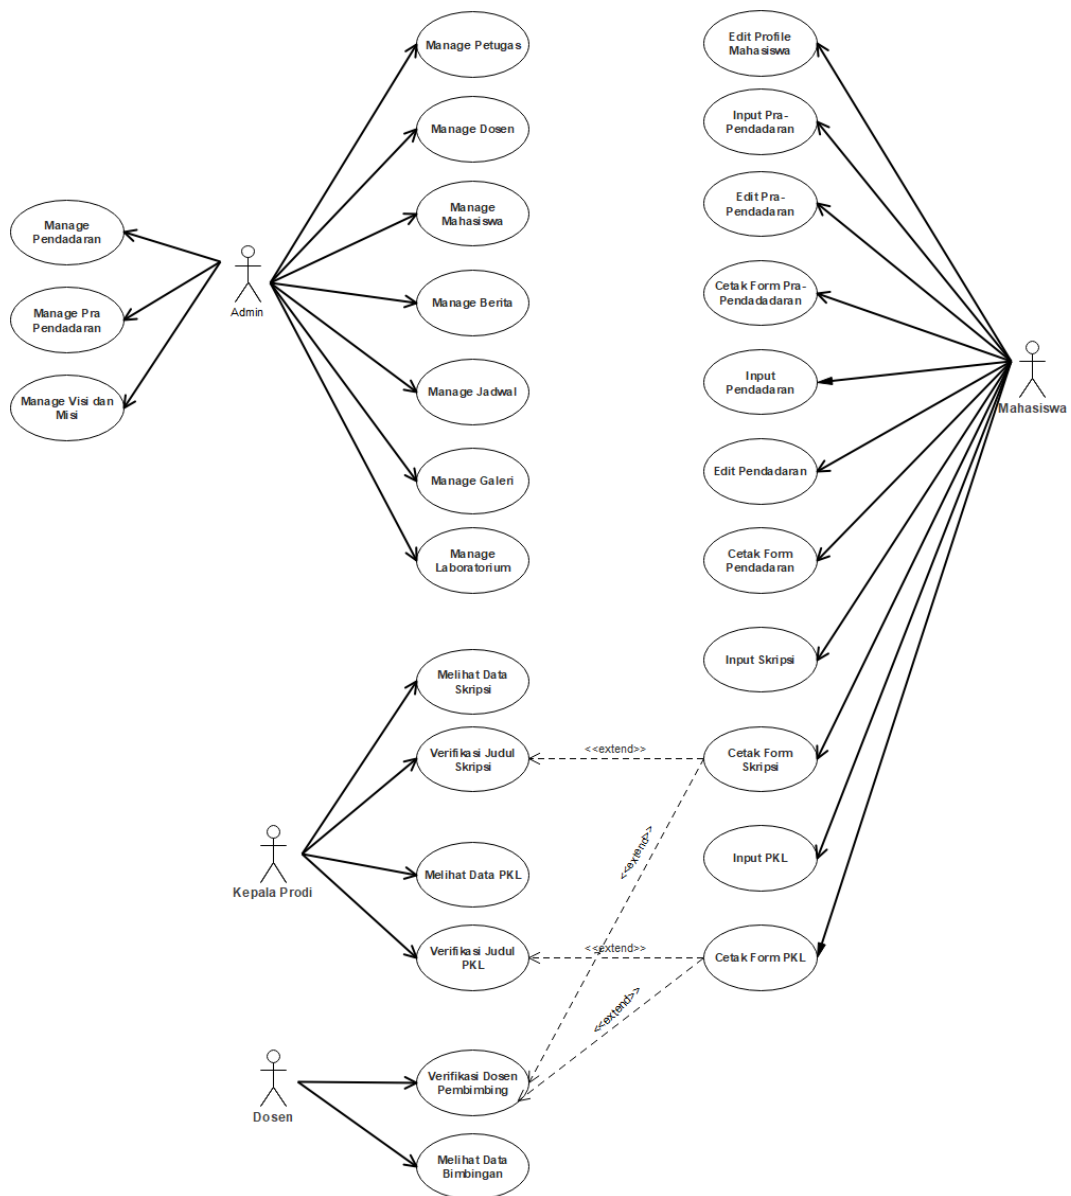 Manage Petugas
Edit Profile
Mahasiswa
Manage Dosen
Input Pra-
Pendadaran
Manage
Mahasiswa
Edit Pra-
Pendadaran
Manage
Pendadaran
Admin
Manage Berita
Cetak Form Pra-
Pendadadaran
Manage Pra
Pendadaran
Manage Jadwal
Input
Pendadaran
Mahasiswa
Manage Visi dan
Misi
Manage Galeri
Edit Pendadaran
Manage
Laboratorium
Cetak Form
Pendadaran
Melihat Data
Skripsi
Input Skripsi
Verifikasi Judul
Skripsi
<<extend>>
Cetak Form
Skripsi
<<extend>>
Kepala Prodi
Melihat Data PKL
Input PKL
Verifikasi Judul
PKL
<<extend>>
Cetak Form PKL
<<extend>>
Dosen
Verifikasi Dosen
Pembimbing
Melihat Data
Bimbingan